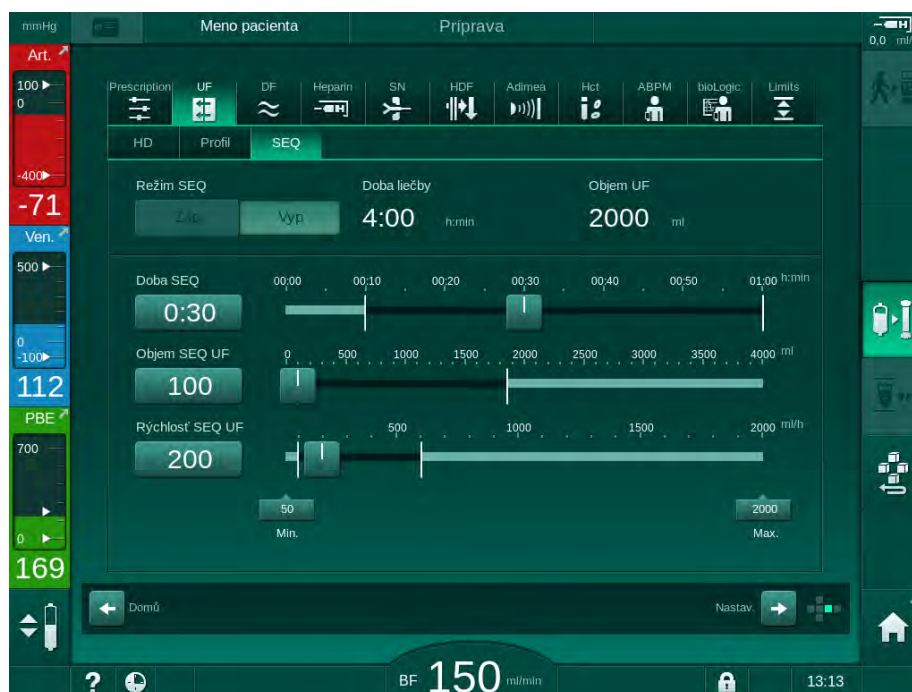 mmHg
Meno pacienta
Príprava
0,0 ml/
Art.
100
0
-400
-71
Ven.
500
0
-100
112
PBE
700
0
169
Prescription
UF
DF
Heparin
SN
HDF
Adimea
Hct
ABPM
bioLogic
Limits
HD
Profil
SEQ
Režim SEQ
Doba liečby
Objem UF
Zap
Vyp
4:00 h:min
2000 ml
Doba SEQ
00:00 00:10 00:20 00:30 00:40 00:50 01:00 h:min
0:30
Objem SEQ UF
0 500 1000 1500 2000 2500 3000 3500 4000 ml
100
Rýchlosť SEQ UF
500 1000 1500 2000 ml/h
200
50
2000
Min.
Max.
Domů
Nastav.
? BF 150 ml/min 13:13